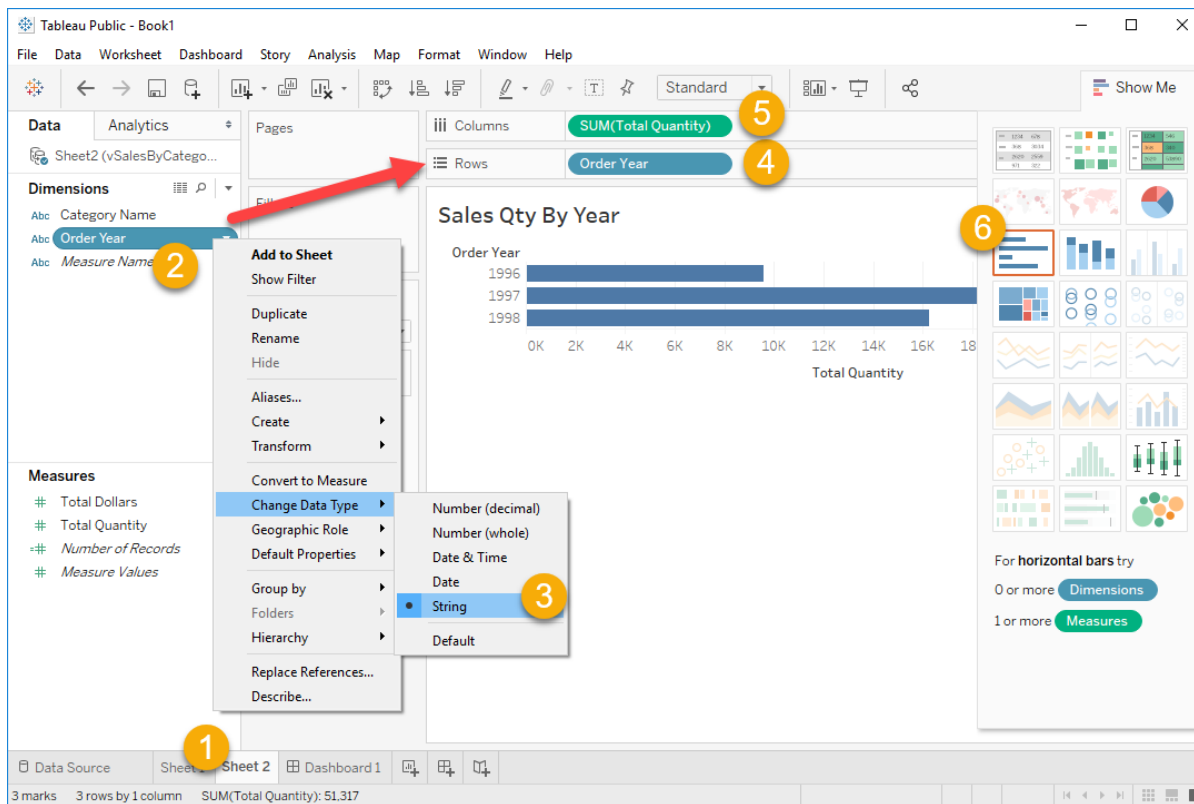 Tableau Public - Book1
File Data Worksheet Dashboard Story Analysis Map Format Window Help
Standard
Show Me
Data Analytics
Pages
Columns SUM(Total Quantity) 5
Sheet2 (vSalesByCatego...
Rows Order Year 4
Dimensions
Abc Category Name
Abc Order Year
Abc Measure Name
2
Add to Sheet
Show Filter
Duplicate
Rename
Hide
Aliases...
Create
Transform
Convert to Measure
Change Data Type
Geographic Role
Default Properties
Group by
Folders
Hierarchy
Replace References...
Describe...
Number (decimal)
Number (whole)
Date & Time
Date
String 3
Default
Measures
Total Dollars
Total Quantity
Number of Records
Measure Values
Sales Qty By Year
Order Year
1996
1997
1998
0K 2K 4K 6K 8K 10K 12K 14K 16K 18
Total Quantity
6
For horizontal bars try
0 or more Dimensions
1 or more Measures
1
Data Source Sheet Sheet 2 Dashboard 1
3 marks 3 rows by 1 column SUM(Total Quantity): 51,317